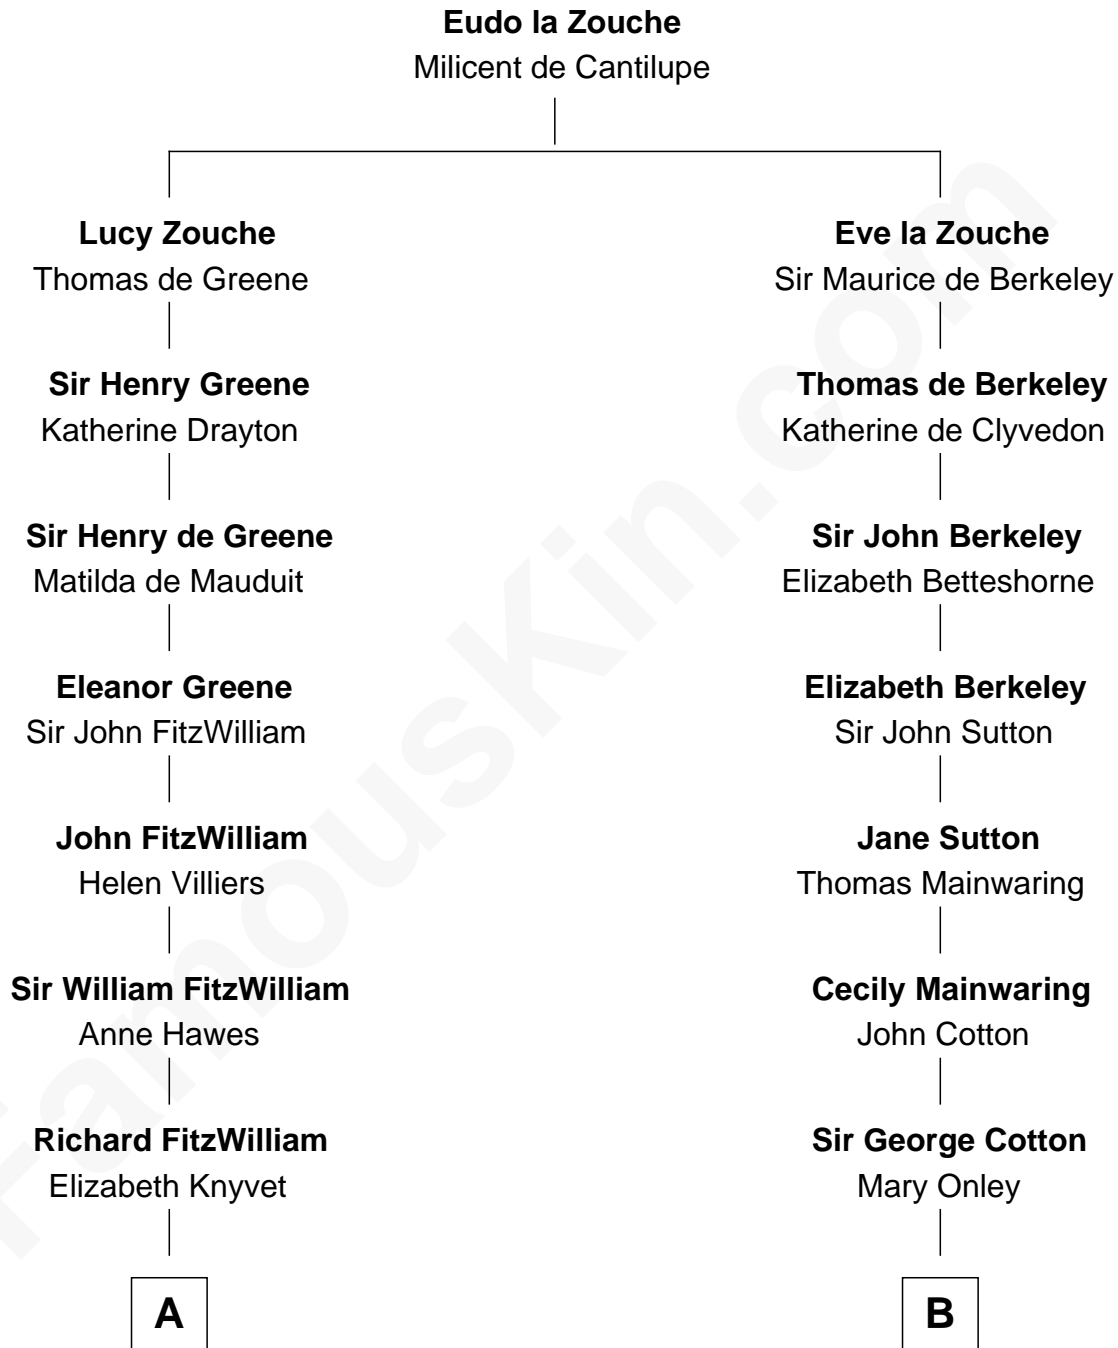 Eudo la Zouche
Milicent de Cantilupe
Lucy Zouche
Thomas de Greene
Eve la Zouche
Sir Maurice de Berkeley
Sir Henry Greene
Katherine Drayton
Thomas de Berkeley
Katherine de Clyvedon
Sir Henry de Greene
Matilda de Mauduit
Sir John Berkeley
Elizabeth Betteshorne
Eleanor Greene
Sir John FitzWilliam
Elizabeth Berkeley
Sir John Sutton
John FitzWilliam
Helen Villiers
Jane Sutton
Thomas Mainwaring
Sir William FitzWilliam
Anne Hawes
Cecily Mainwaring
John Cotton
Richard FitzWilliam
Elizabeth Knyvet
Sir George Cotton
Mary Onley
A
B
FamousKin.com